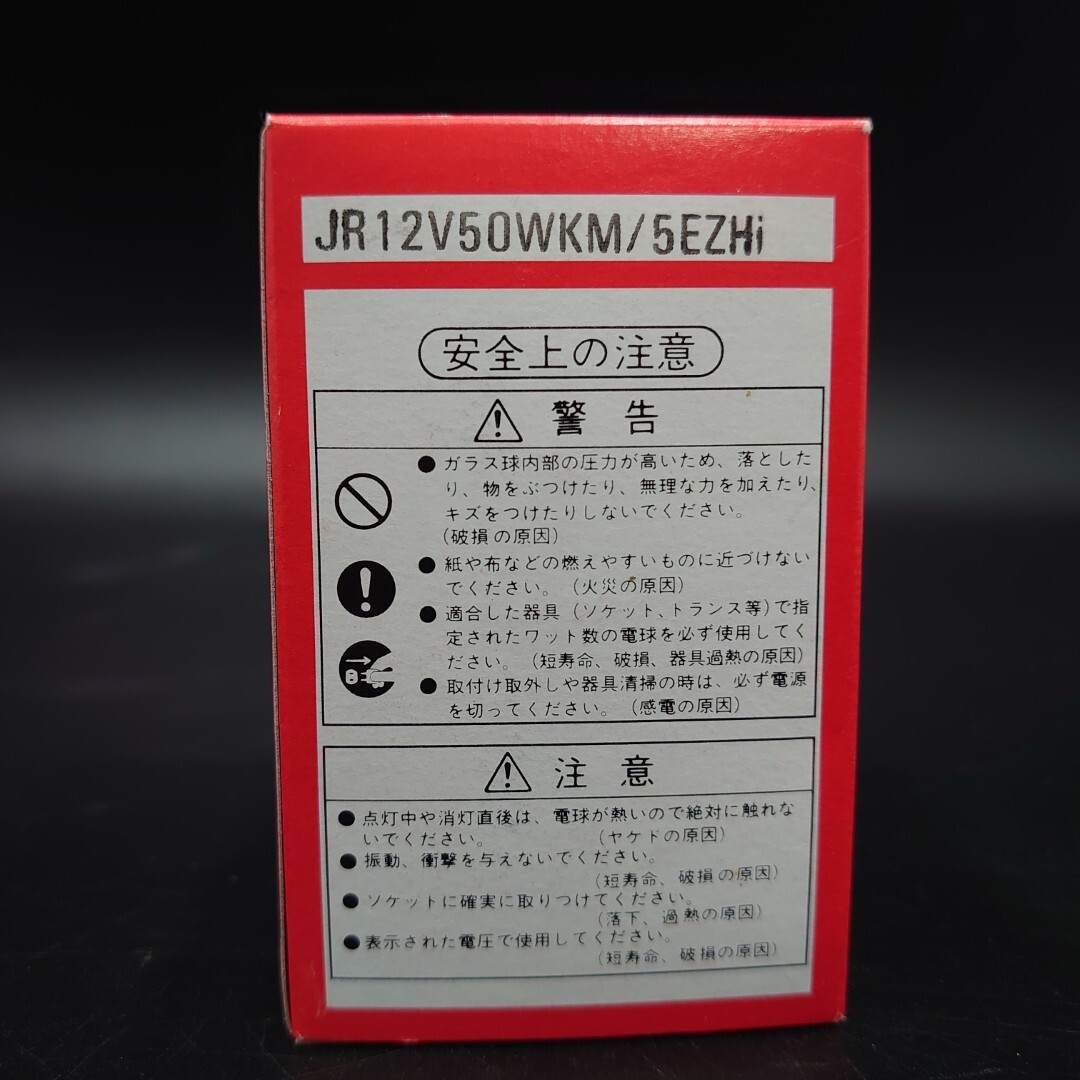 JR12V50WKM/5EZHi
安全上の注意
警告
●ガラス球内部の圧力が高いため、落とした
り、物をぶつけたり、無理な力を加えたり、
キズをつけたりしないでください。
(破損の原因)
●紙や布などの燃えやすいものに近づけない
でください。(火災の原因)
●適合した器具(ソケット、トランス等)で指
定されたワット数の電球を必ず使用してく
ださい。(短寿命、破損、器具過熱の原因)
●取付け取外しや器具清掃の時は、必ず電源
を切ってください。(感電の原因)
注意
●点灯中や消灯直後は、電球が熱いので絶対に触れな
いでください。(ヤケドの原因)
●振動、衝撃を与えないでください。
(短寿命、破損の原因)
●ソケットに確実に取りつけてください。
(落下、過熱の原因)
●表示された電圧で使用してください。
(短寿命、破損の原因)